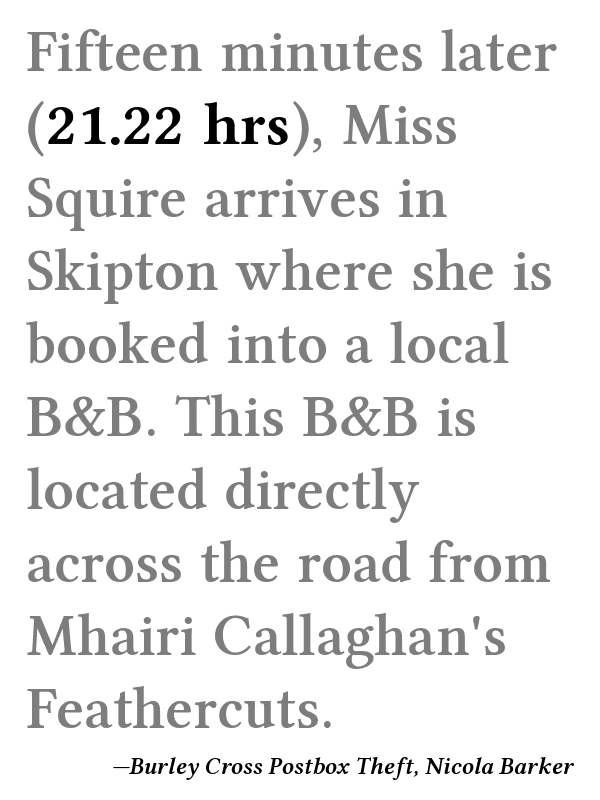 Fifteen minutes later
(21.22 hrs), Miss
Squire arrives in
Skipton where she is
booked into a local
B&B. This B&B is
located directly
across the road from
Mhairi Callaghan's
Feathercuts.
—Burley Cross Postbox Theft, Nicola Barker